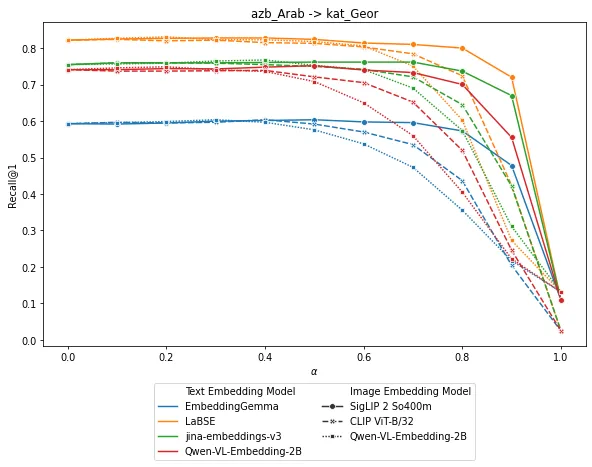 azb_Arab -> kat_Geor
Recall@1
0.8
0.7
0.6
0.5
0.4
0.3
0.2
0.1
0.0
0.0 0.2 0.4 0.6 0.8 1.0
α
Text Embedding Model Image Embedding Model
EmbeddingGemma SigLIP 2 So400m
LaBSE CLIP ViT-B/32
jina-embeddings-v3 Qwen-VL-Embedding-2B
Qwen-VL-Embedding-2B